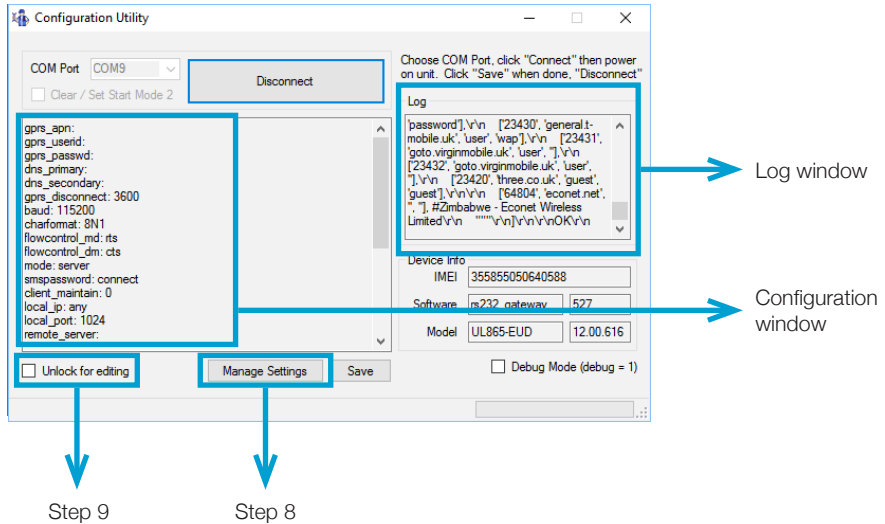 Configuration Utility
COM Port COM9
Clear / Set Start Mode 2
Disconnect
Choose COM Port, click "Connect" then power
on unit. Click "Save" when done, "Disconnect"
gprs_apn:
gprs_userid:
gprs_passwd:
dns_primary:
dns_secondary:
gprs_disconnect: 3600
baud: 115200
charformat: 8N1
flowcontrol_md: rts
flowcontrol_dm: cts
mode: server
smspassword: connect
client_maintain: 0
local_ip: any
local_port: 1024
remote_server:
Log
'password'],\r\n    ['23430', 'general.t-
mobile.uk', 'user', 'wap'],\r\n    ['23431',
'goto.virginmobile.uk', 'user', ''],\r\n
['23432', 'goto.virginmobile.uk', 'user',
''],\r\n    ['23420', 'three.co.uk', 'guest',
'guest'],\r\n\r\n    ['64804', 'econet.net',
'', ''], #Zimbabwe - Econet Wireless
Limited\r\n    """\r\n]\r\n\r\nOK\r\n
Log window
Device Info
IMEI 355855050640588
Software rs232_gateway 527
Model UL865-EUD 12.00.616
Configuration
window
Unlock for editing
Manage Settings
Save
Debug Mode (debug = 1)
Step 9
Step 8